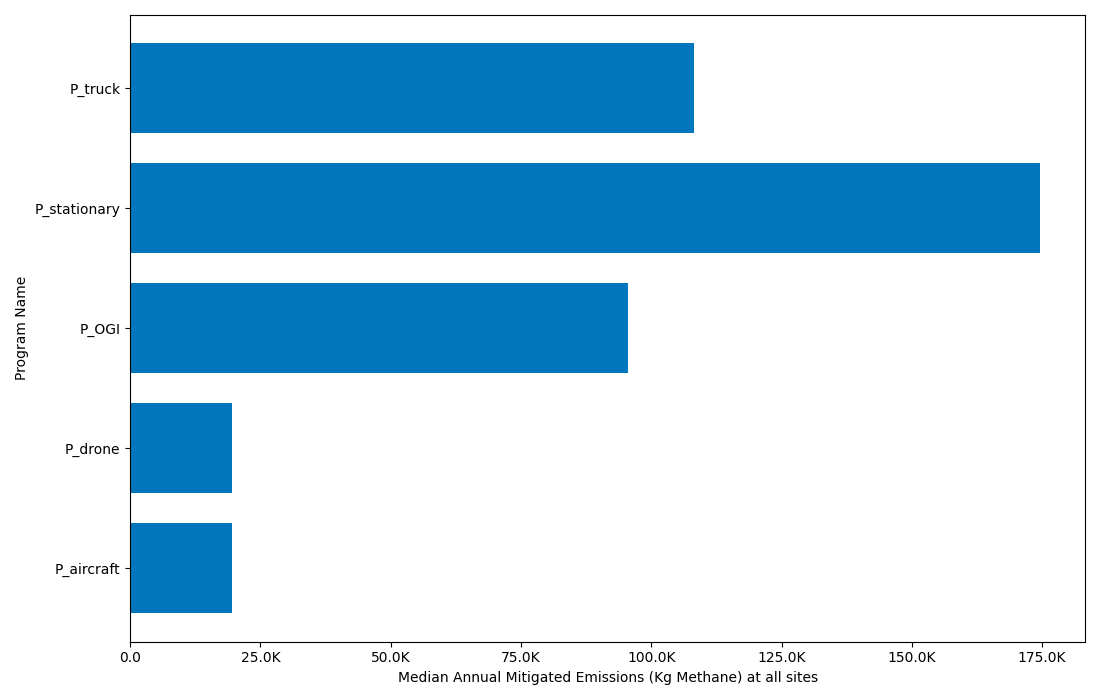 P_truck
P_stationary
P_OGI
P_drone
P_aircraft
Program Name
0.0 25.0K 50.0K 75.0K 100.0K 125.0K 150.0K 175.0K
Median Annual Mitigated Emissions (Kg Methane) at all sites